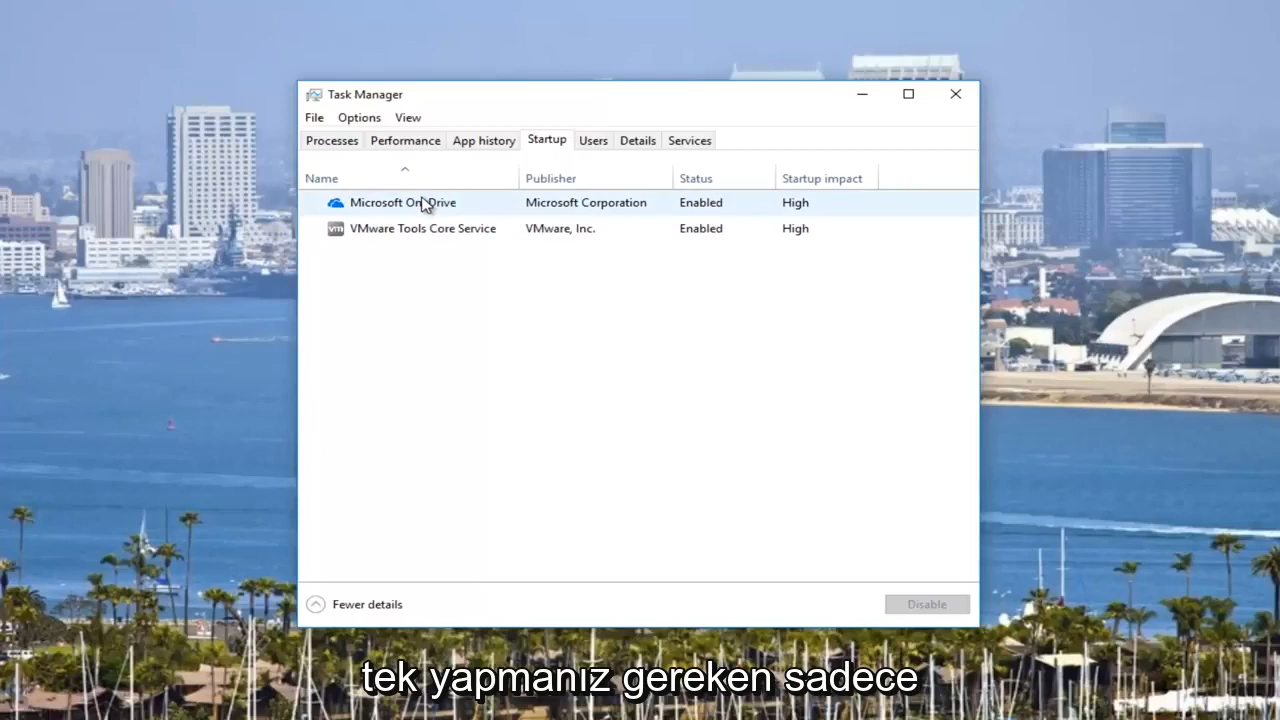 Task Manager
File Options View
Processes Performance App history Startup Users Details Services
Name Publisher Status Startup impact
Microsoft OneDrive Microsoft Corporation Enabled High
vm VMware Tools Core Service VMware, Inc. Enabled High
Fewer details Disable
tek yapmanız gereken sadece